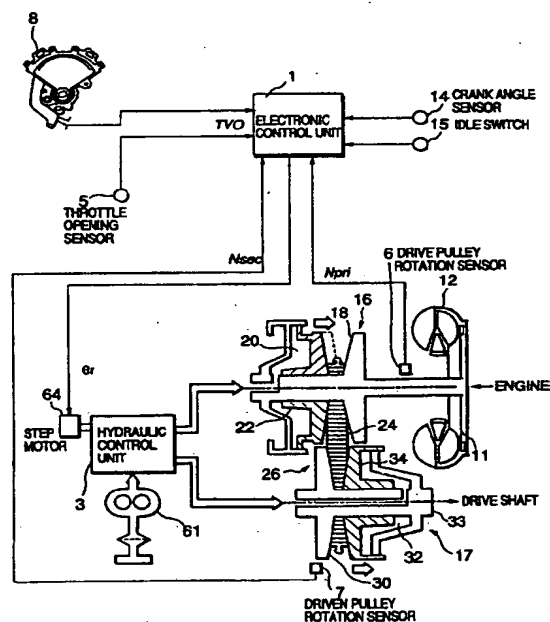 8
1
ELECTRONIC
CONTROL UNIT
TVO
14 CRANK ANGLE
SENSOR
15 IDLE SWITCH
5
THROTTLE
OPENING
SENSOR
Nsec
Npri
6 DRIVE PULLEY
ROTATION SENSOR
12
18
16
20
θr
64
STEP
MOTOR
HYDRAULIC
CONTROL
UNIT
3
22
24
ENGINE
11
34
26
DRIVE SHAFT
33
61
32
17
30
7
DRIVEN PULLEY
ROTATION SENSOR